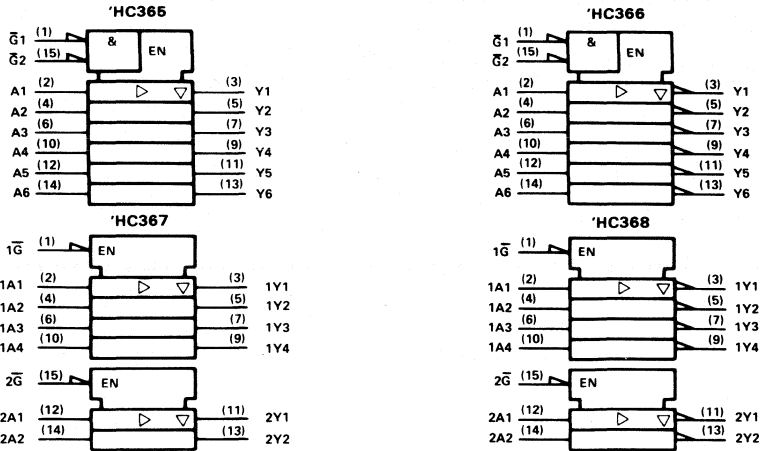 'HC365
G̅1 (1) & EN
G̅2 (15)
A1 (2) (3) Y1
A2 (4) (5) Y2
A3 (6) (7) Y3
A4 (10) (9) Y4
A5 (12) (11) Y5
A6 (14) (13) Y6
'HC366
G̅1 (1) & EN
G̅2 (15)
A1 (2) (3) Y1
A2 (4) (5) Y2
A3 (6) (7) Y3
A4 (10) (9) Y4
A5 (12) (11) Y5
A6 (14) (13) Y6
'HC367
1G̅ (1) EN
1A1 (2) (3) 1Y1
1A2 (4) (5) 1Y2
1A3 (6) (7) 1Y3
1A4 (10) (9) 1Y4
2G̅ (15) EN
2A1 (12) (11) 2Y1
2A2 (14) (13) 2Y2
'HC368
1G̅ (1) EN
1A1 (2) (3) 1Y1
1A2 (4) (5) 1Y2
1A3 (6) (7) 1Y3
1A4 (10) (9) 1Y4
2G̅ (15) EN
2A1 (12) (11) 2Y1
2A2 (14) (13) 2Y2